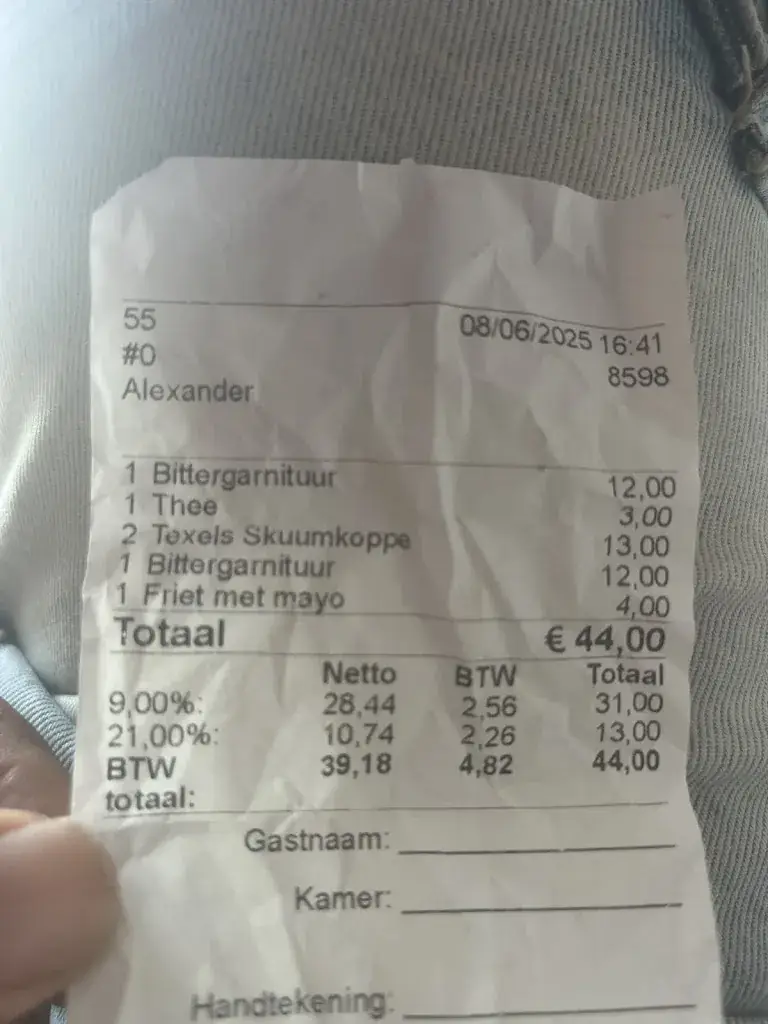 55 08/06/2025 16:41
#0 8598
Alexander
1 Bittergarnituur 12,00
1 Thee 3,00
2 Texels Skuumkoppe 13,00
1 Bittergarnituur 12,00
1 Friet met mayo 4,00
Totaal € 44,00
Netto BTW Totaal
9,00%: 28,44 2,56 31,00
21,00%: 10,74 2,26 13,00
BTW 39,18 4,82 44,00
totaal:
Gastnaam:
Kamer:
Handtekening: